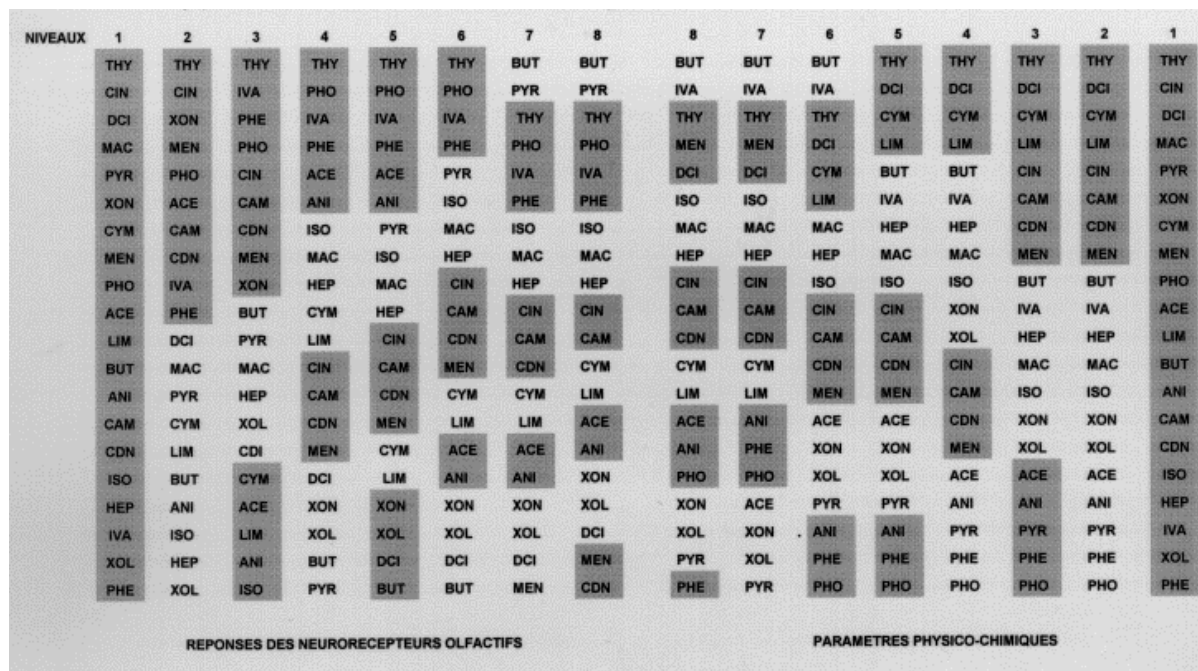 NIVEAUX 1 2 3 4 5 6 7 8 8 7 6 5 4 3 2 1
THY THY THY THY THY THY BUT BUT BUT BUT BUT THY THY THY THY THY
CIN CIN IVA PHO PHO PHO PYR PYR IVA IVA IVA DCI DCI DCI DCI CIN
DCI XON PHE IVA IVA IVA THY THY THY THY THY CYM CYM CYM CYM DCI
MAC MEN PHO PHE PHE PHE PHO PHO MEN MEN DCI LIM LIM LIM LIM MAC
PYR PHO CIN ACE ACE PYR IVA IVA DCI DCI CYM BUT BUT CIN CIN PYR
XON ACE CAM ANI ANI ISO PHE PHE ISO ISO LIM IVA IVA CAM CAM XON
CYM CAM CDN ISO PYR MAC ISO ISO MAC MAC MAC HEP HEP CDN CDN CYM
MEN CDN MEN MAC ISO HEP MAC MAC HEP HEP HEP MAC MAC MEN MEN MEN
PHO IVA XON HEP MAC CIN HEP HEP CIN CIN ISO ISO ISO BUT BUT PHO
ACE PHE BUT CYM HEP CAM CIN CIN CAM CAM CIN CIN XON IVA IVA ACE
LIM DCI PYR LIM CIN CDN CAM CAM CDN CDN CAM CAM XOL HEP HEP LIM
BUT MAC MAC CIN CAM MEN CDN CYM CYM CYM CDN CDN CIN MAC MAC BUT
ANI PYR HEP CAM CDN CYM CYM LIM LIM LIM MEN MEN CAM ISO ISO ANI
CAM CYM XOL CDN MEN LIM LIM ACE ACE ANI ACE ACE CDN XON XON CAM
CDN LIM CDI MEN CYM ACE ACE ANI ANI PHE XON XON MEN XOL XOL CDN
ISO BUT CYM DCI LIM ANI ANI XON PHO PHO XOL XOL ACE ACE ACE ISO
HEP ANI ACE XON XON XON XON XOL XON ACE PYR PYR ANI ANI ANI HEP
IVA ISO LIM XOL XOL XOL XOL DCI XOL XON ANI ANI PYR PYR PYR IVA
XOL HEP ANI BUT DCI DCI DCI MEN PYR XOL PHE PHE PHE PHE PHE XOL
PHE XOL ISO PYR BUT BUT MEN CDN PHE PYR PHO PHO PHO PHO PHO PHE
REPONSES DES NEURORECEPTEURS OLFACTIFS PARAMETRES PHYSICO-CHIMIQUES